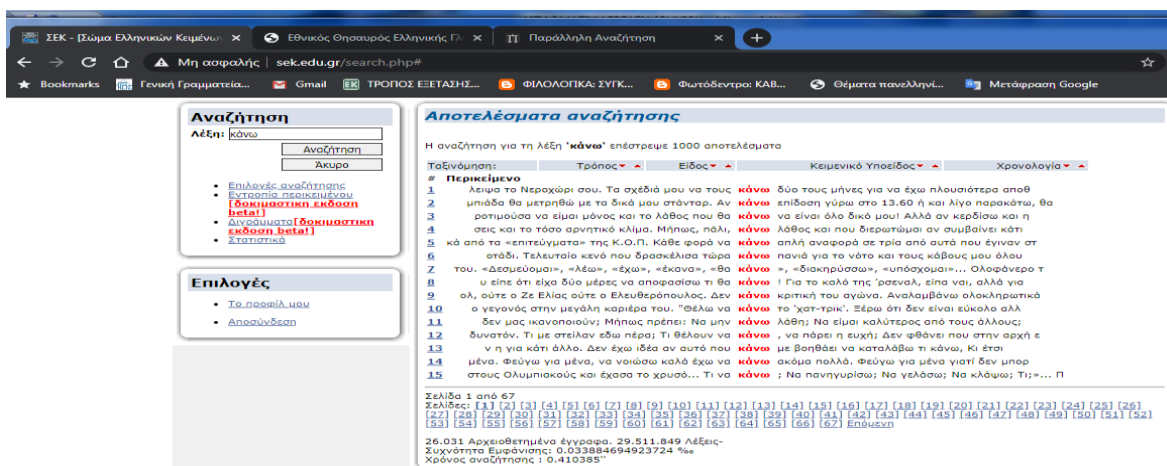 ΣΕΚ - [Σώμα Ελληνικών Κειμένων
Εθνικός Θησαυρός Ελληνικής Γλ
Παράλληλη Αναζήτηση
Μη ασφαλής | sek.edu.gr/search.php#
Bookmarks Γενική Γραμματεία... Gmail ΕΚ ΤΡΟΠΟΣ ΕΞΕΤΑΣΗΣ... ΦΙΛΟΛΟΓΙΚΑ: ΣΥΓΚ... Φωτόδεντρο: ΚΑΒ... Θέματα πανελληνί... Μετάφραση Google
Αναζήτηση
Λέξη: κάνω
Αναζήτηση
Άκυρο
Επιλογές αναζήτησης
Εντροπία περικειμένου
[δοκιμαστικη εκδοση
beta!]
Διγράμματα[δοκιμαστικη
εκδοση beta!]
Στατιστικά
Επιλογές
Το προφίλ μου
Αποσύνδεση
Αποτελέσματα αναζήτησης
Η αναζήτηση για τη λέξη 'κάνω' επέστρεψε 1000 αποτελέσματα
Ταξινόμηση: Τρόπος Είδος Κειμενικό Υποείδος Χρονολογία
# Περικείμενο
1 λειψα το Νεροχώρι σου. Τα σχέδιά μου να τους κάνω δύο τους μήνες για να έχω πλουσιότερα αποθ
2 μπιάδα θα μετρηθώ με τα δικά μου στάνταρ. Αν κάνω επίδοση γύρω στο 13.60 ή και λίγο παρακάτω, θα
3 ροτιμούσα να είμαι μόνος και το λάθος που θα κάνω να είναι όλο δικό μου! Αλλά αν κερδίσω και η
4 σεις και το τόσο αρνητικό κλίμα. Μήπως, πάλι, κάνω λάθος και που διερωτώμαι αν συμβαίνει κάτι
5 κά από τα «επιτεύγματα» της Κ.Ο.Π. Κάθε φορά να κάνω απλή αναφορά σε τρία από αυτά που έγιναν στ
6 οτάδι. Τελευταίο κενό που δρασκέλισα τώρα κάνω πανιά για το νότο και τους κάβους μου όλου
7 του. «Δεσμεύομαι», «λέω», «έχω», «έκανα», «θα κάνω », «διακηρύσσω», «υπόσχομαι»... Ολοφάνερο τ
8 υ είπε ότι είχα δύο μέρες να αποφασίσω τι θα κάνω ! Για το καλό της 'ρσεναλ, είπα ναι, αλλά για
9 ολ, ούτε ο Ζε Ελίας ούτε ο Ελευθερόπουλος. Δεν κάνω κριτική του αγώνα. Αναλαμβάνω ολοκληρωτικά
10 ο γεγονός στην μεγάλη καριέρα του. "Θέλω να κάνω το 'χατ-τρικ'. Ξέρω ότι δεν είναι εύκολο αλλ
11 δεν μας ικανοποιούν; Μήπως πρέπει: Να μην κάνω λάθη; Να είμαι καλύτερος από τους άλλους;
12 δυνατόν. Τι με στείλαν εδω πέρα; Τι θέλουν να κάνω , να πάρει η ευχή; Δεν φθάνει που στην αρχή ε
13 ν η για κάτι άλλο. Δεν έχω ιδέα αν αυτό που κάνω με βοηθάει να καταλάβω τι κάνω, Κι έτσι
14 μένα. Φεύγω για μένα, να νοιώσω καλά έχω να κάνω ακόμα πολλά. Φεύγω για μένα γιατί δεν μπορ
15 στους Ολυμπιακούς και έχασα το χρυσό... Τι να κάνω ; Να πανηγυρίσω; Να γελάσω; Να κλάψω; Τι;»... Π
Σελίδα 1 από 67
Σελίδες: [1] [2] [3] [4] [5] [6] [7] [8] [9] [10] [11] [12] [13] [14] [15] [16] [17] [18] [19] [20] [21] [22] [23] [24] [25] [26]
[27] [28] [29] [30] [31] [32] [33] [34] [35] [36] [37] [38] [39] [40] [41] [42] [43] [44] [45] [46] [47] [48] [49] [50] [51] [52]
[53] [54] [55] [56] [57] [58] [59] [60] [61] [62] [63] [64] [65] [66] [67] Επόμενη
26.031 Αρχειοθετημένα έγγραφα. 29.511.849 Λέξεις-
Συχνότητα Εμφάνισης: 0.033884694923724 ‰
Χρόνος αναζήτησης : 0.410385''